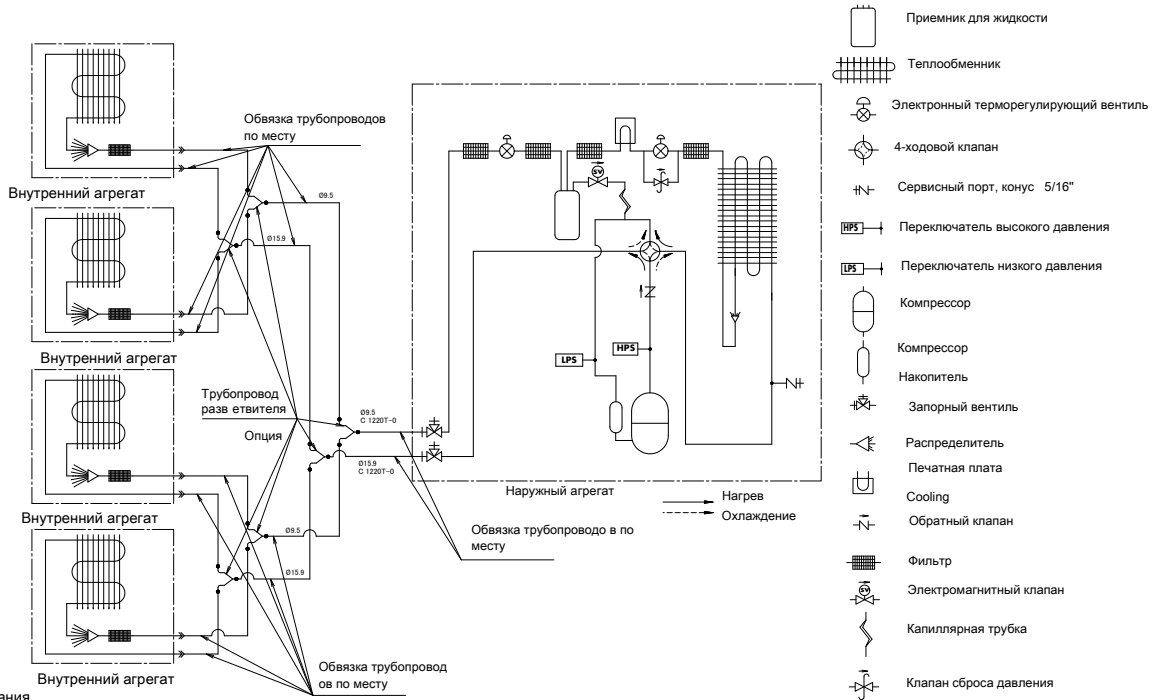 Приемник для жидкости
Теплообменник
Электронный терморегулирующий вентиль
4-ходовой клапан
Сервисный порт, конус 5/16"
HPS
Переключатель высокого давления
LPS
Переключатель низкого давления
Компрессор
Компрессор
Накопитель
Запорный вентиль
Распределитель
Печатная плата
Cooling
Обратный клапан
Фильтр
SV
Электромагнитный клапан
Капиллярная трубка
Клапан сброса давления
Обвязка трубопроводов
по месту
Внутренний агрегат
Ø9.5
Ø15.9
Внутренний агрегат
Трубопровод
разв етвителя
Опция
Ø9.5
C 1220T-0
Ø15.9
C 1220T-0
SV
HPS
LPS
Наружный агрегат
Нагрев
Охлаждение
Внутренний агрегат
Ø9.5
Ø15.9
Обвязка трубопроводо в по
месту
Обвязка трубопровод
ов по месту
Внутренний агрегат
ания